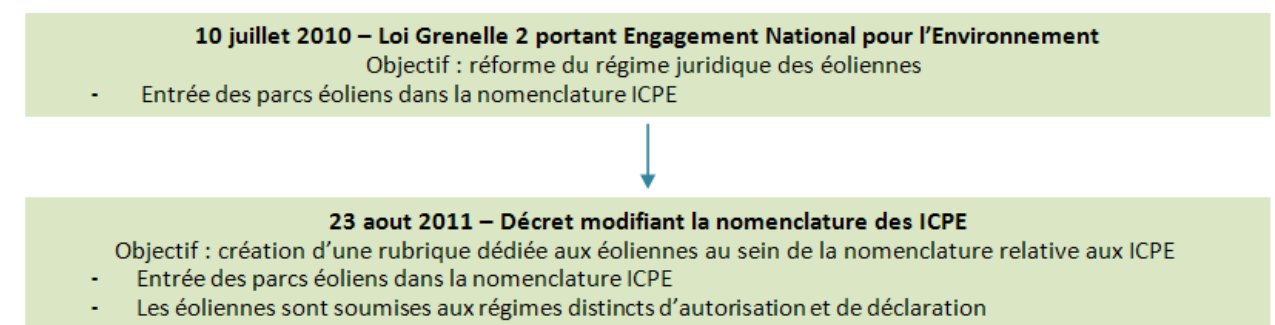 10 juillet 2010 – Loi Grenelle 2 portant Engagement National pour l’Environnement
Objectif : réforme du régime juridique des éoliennes
- Entrée des parcs éoliens dans la nomenclature ICPE
23 aout 2011 – Décret modifiant la nomenclature des ICPE
Objectif : création d’une rubrique dédiée aux éoliennes au sein de la nomenclature relative aux ICPE
- Entrée des parcs éoliens dans la nomenclature ICPE
- Les éoliennes sont soumises aux régimes distincts d’autorisation et de déclaration